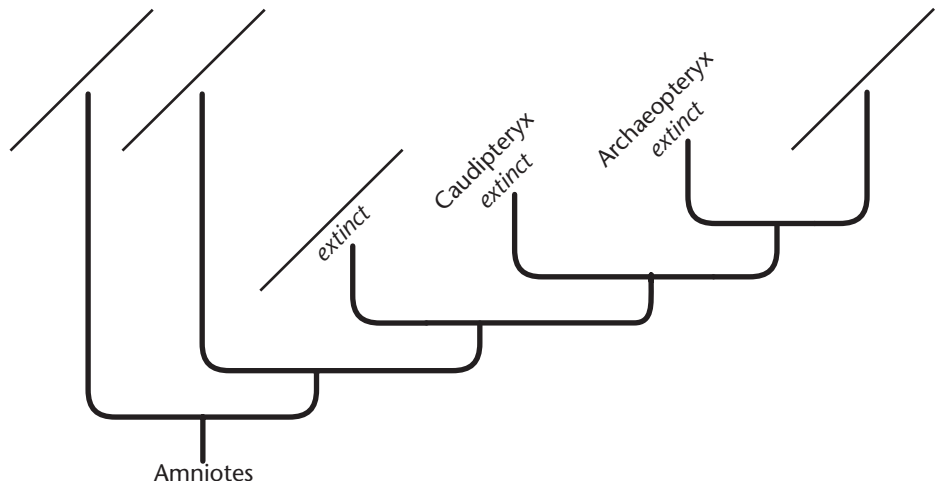 extinct
Caudipteryx
extinct
Archaeopteryx
extinct
Amniotes